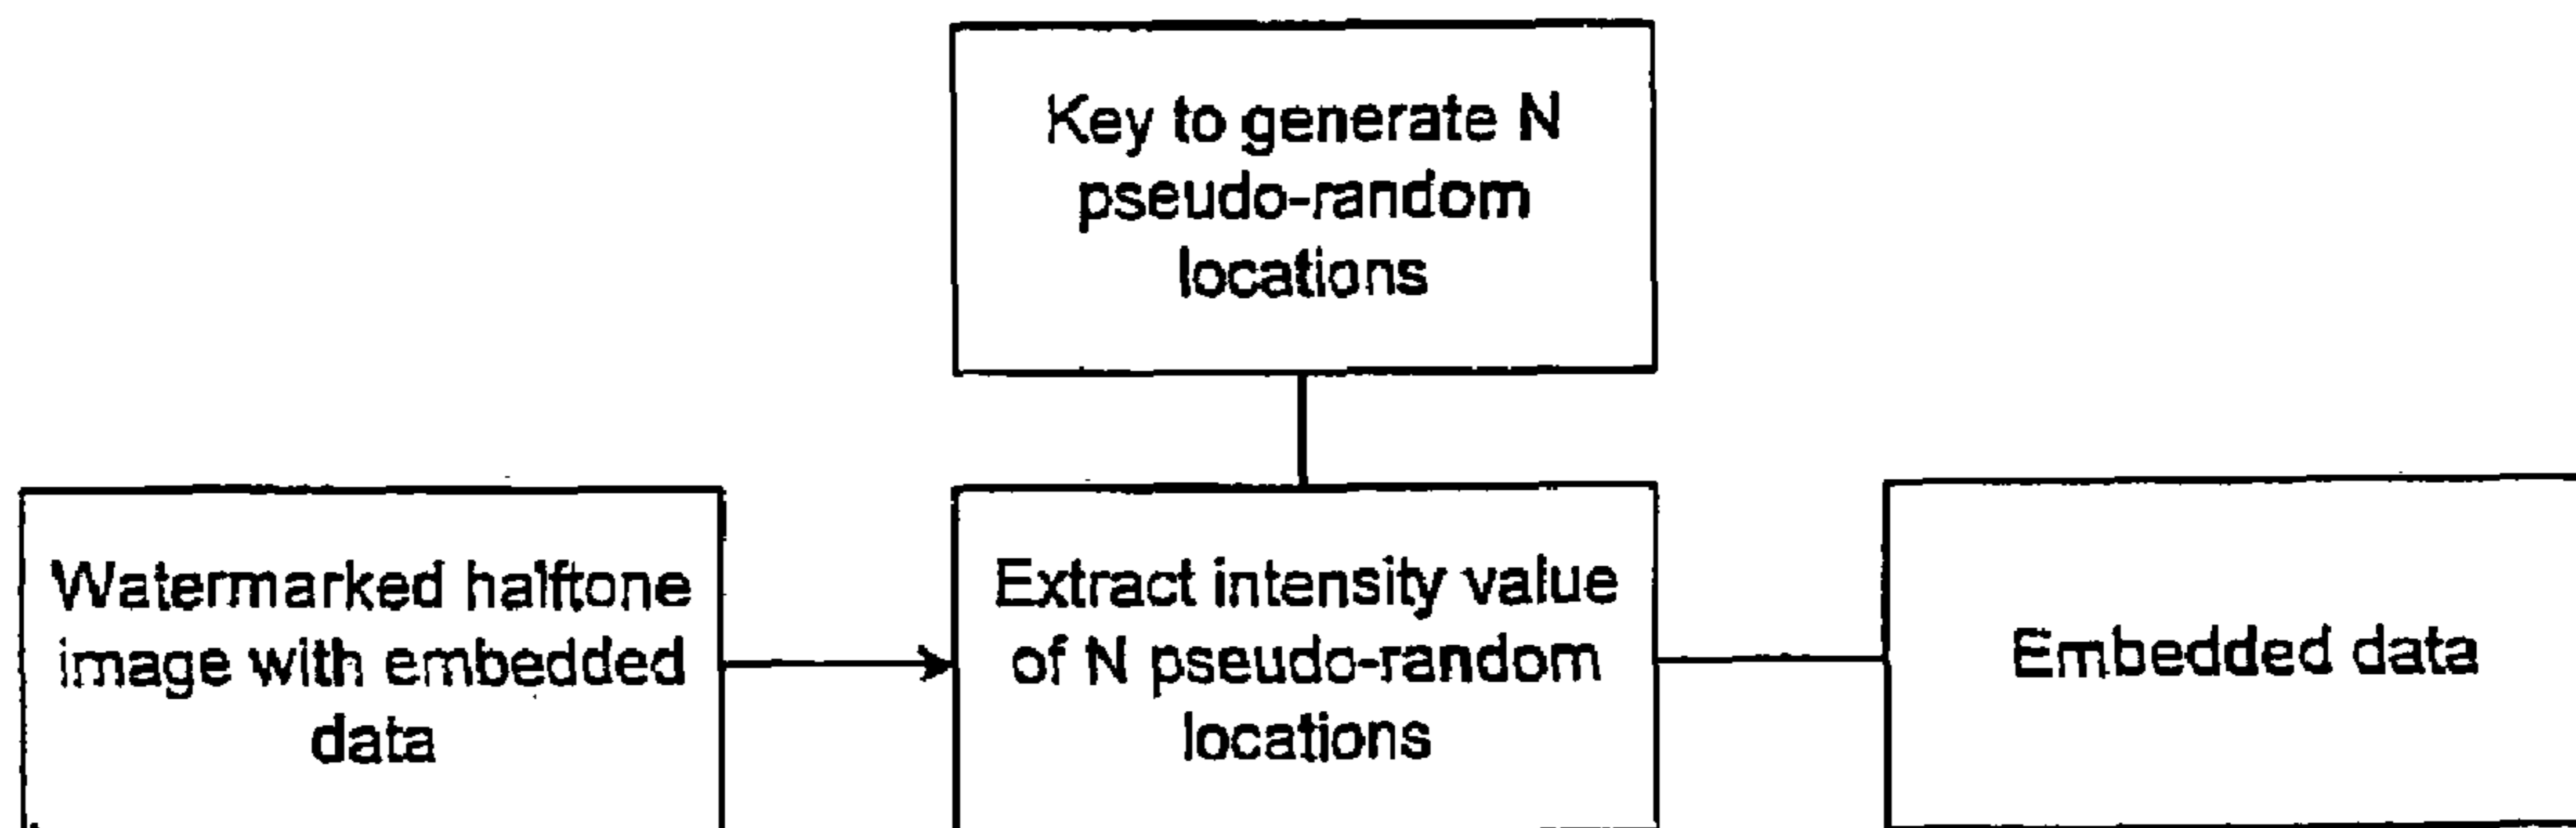 Key to generate N
pseudo-random
locations
Watermarked halftone
image with embedded
data
Extract intensity value
of N pseudo-random
locations
Embedded data